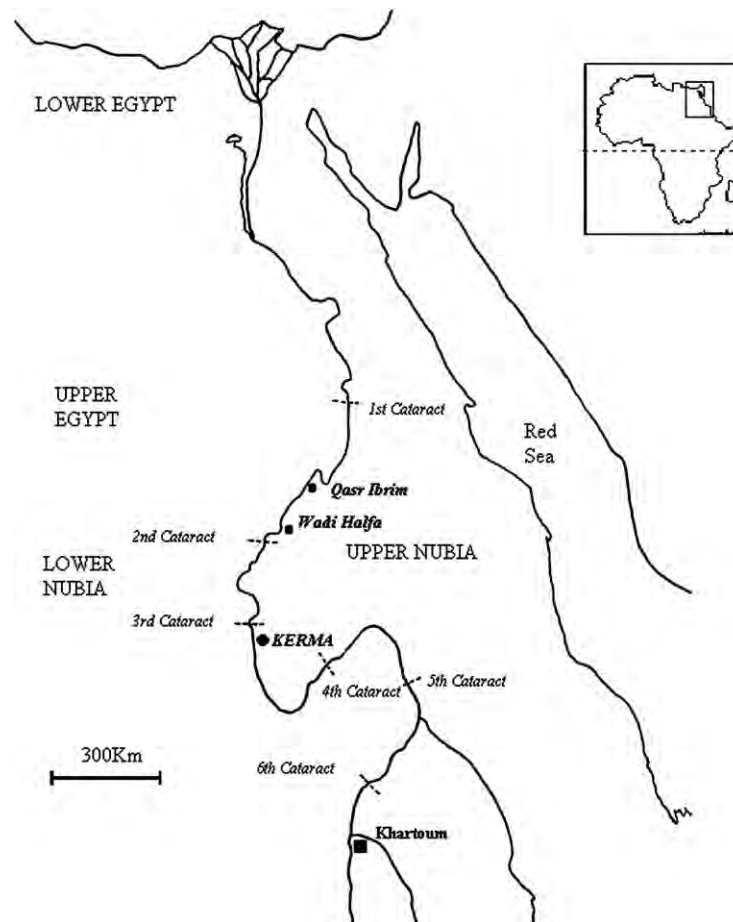 LOWER EGYPT
UPPER
EGYPT
1st Cataract
Red
Sea
Qasr Ibrim
Wadi Halfa
2nd Cataract
UPPER NUBIA
LOWER
NUBIA
3rd Cataract
KERMA
4th Cataract
5th Cataract
300Km
6th Cataract
Khartoum